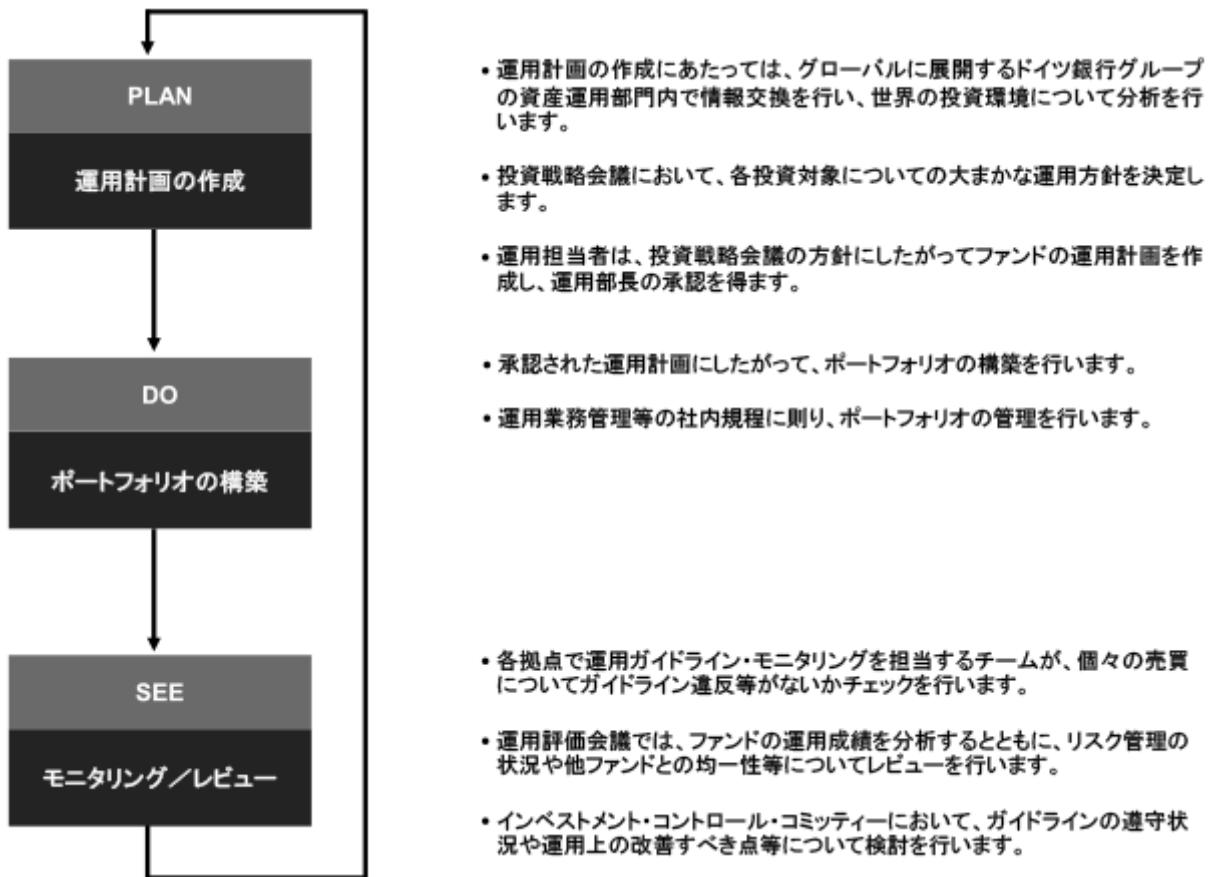 PLAN
運用計画の作成
• 運用計画の作成にあたっては、グローバルに展開するドイツ銀行グループ
の資産運用部門内で情報交換を行い、世界の投資環境について分析を行
います。
• 投資戦略会議において、各投資対象についての大まかな運用方針を決定し
ます。
• 運用担当者は、投資戦略会議の方針にしたがってファンドの運用計画を作
成し、運用部長の承認を得ます。
DO
ポートフォリオの構築
• 承認された運用計画にしたがって、ポートフォリオの構築を行います。
• 運用業務管理等の社内規程に則り、ポートフォリオの管理を行います。
SEE
モニタリング／レビュー
• 各拠点で運用ガイドライン・モニタリングを担当するチームが、個々の売買
についてガイドライン違反等がないかチェックを行います。
• 運用評価会議では、ファンドの運用成績を分析するとともに、リスク管理の
状況や他ファンドとの均一性等についてレビューを行います。
• インベストメント・コントロール・コミッティーにおいて、ガイドラインの遵守状
況や運用上の改善すべき点等について検討を行います。